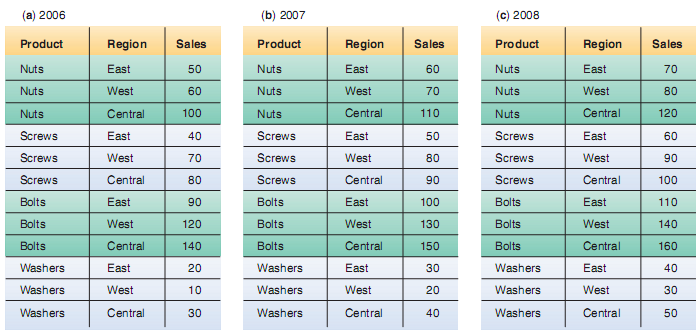 (a) 2006
Product Region Sales
Nuts East 50
Nuts West 60
Nuts Central 100
Screws East 40
Screws West 70
Screws Central 80
Bolts East 90
Bolts West 120
Bolts Central 140
Washers East 20
Washers West 10
Washers Central 30
(b) 2007
Product Region Sales
Nuts East 60
Nuts West 70
Nuts Central 110
Screws East 50
Screws West 80
Screws Central 90
Bolts East 100
Bolts West 130
Bolts Central 150
Washers East 30
Washers West 20
Washers Central 40
(c) 2008
Product Region Sales
Nuts East 70
Nuts West 80
Nuts Central 120
Screws East 60
Screws West 90
Screws Central 100
Bolts East 110
Bolts West 140
Bolts Central 160
Washers East 40
Washers West 30
Washers Central 50